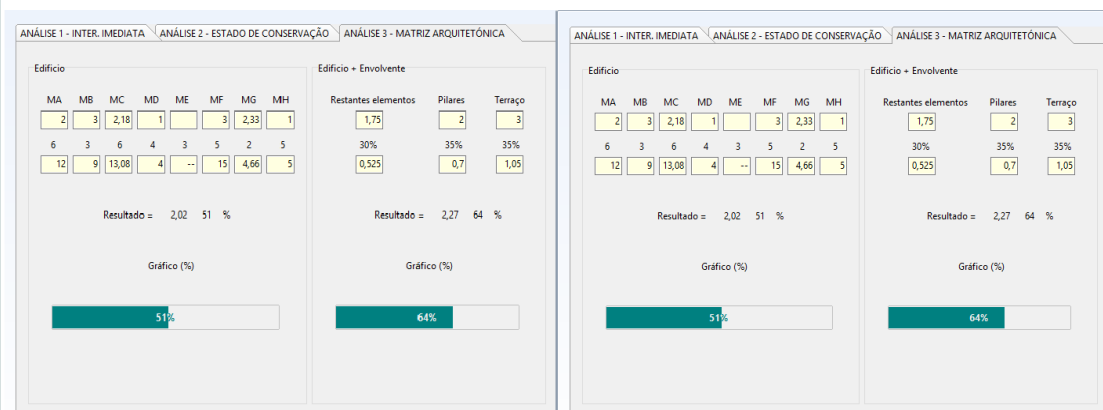 ANÁLISE 1 - INTER. IMEDIATA ANÁLISE 2 - ESTADO DE CONSERVAÇÃO ANÁLISE 3 - MATRIZ ARQUITETÓNICA
Edifício
MA MB MC MD ME MF MG MH
2 3 2,18 1 3 2,33 1
6 3 6 4 3 5 2 5
12 9 13,08 4 -- 15 4,66 5
Resultado = 2,02 51 %
Gráfico (%)
51%
Edificio + Envolvente
Restantes elementos Pilares Terraço
1,75 2 3
30% 35% 35%
0,525 0,7 1,05
Resultado = 2,27 64 %
Gráfico (%)
64%
ANÁLISE 1 - INTER. IMEDIATA ANÁLISE 2 - ESTADO DE CONSERVAÇÃO ANÁLISE 3 - MATRIZ ARQUITETÓNICA
Edifício
MA MB MC MD ME MF MG MH
2 3 2,18 1 3 2,33 1
6 3 6 4 3 5 2 5
12 9 13,08 4 -- 15 4,66 5
Resultado = 2,02 51 %
Gráfico (%)
51%
Edificio + Envolvente
Restantes elementos Pilares Terraço
1,75 2 3
30% 35% 35%
0,525 0,7 1,05
Resultado = 2,27 64 %
Gráfico (%)
64%